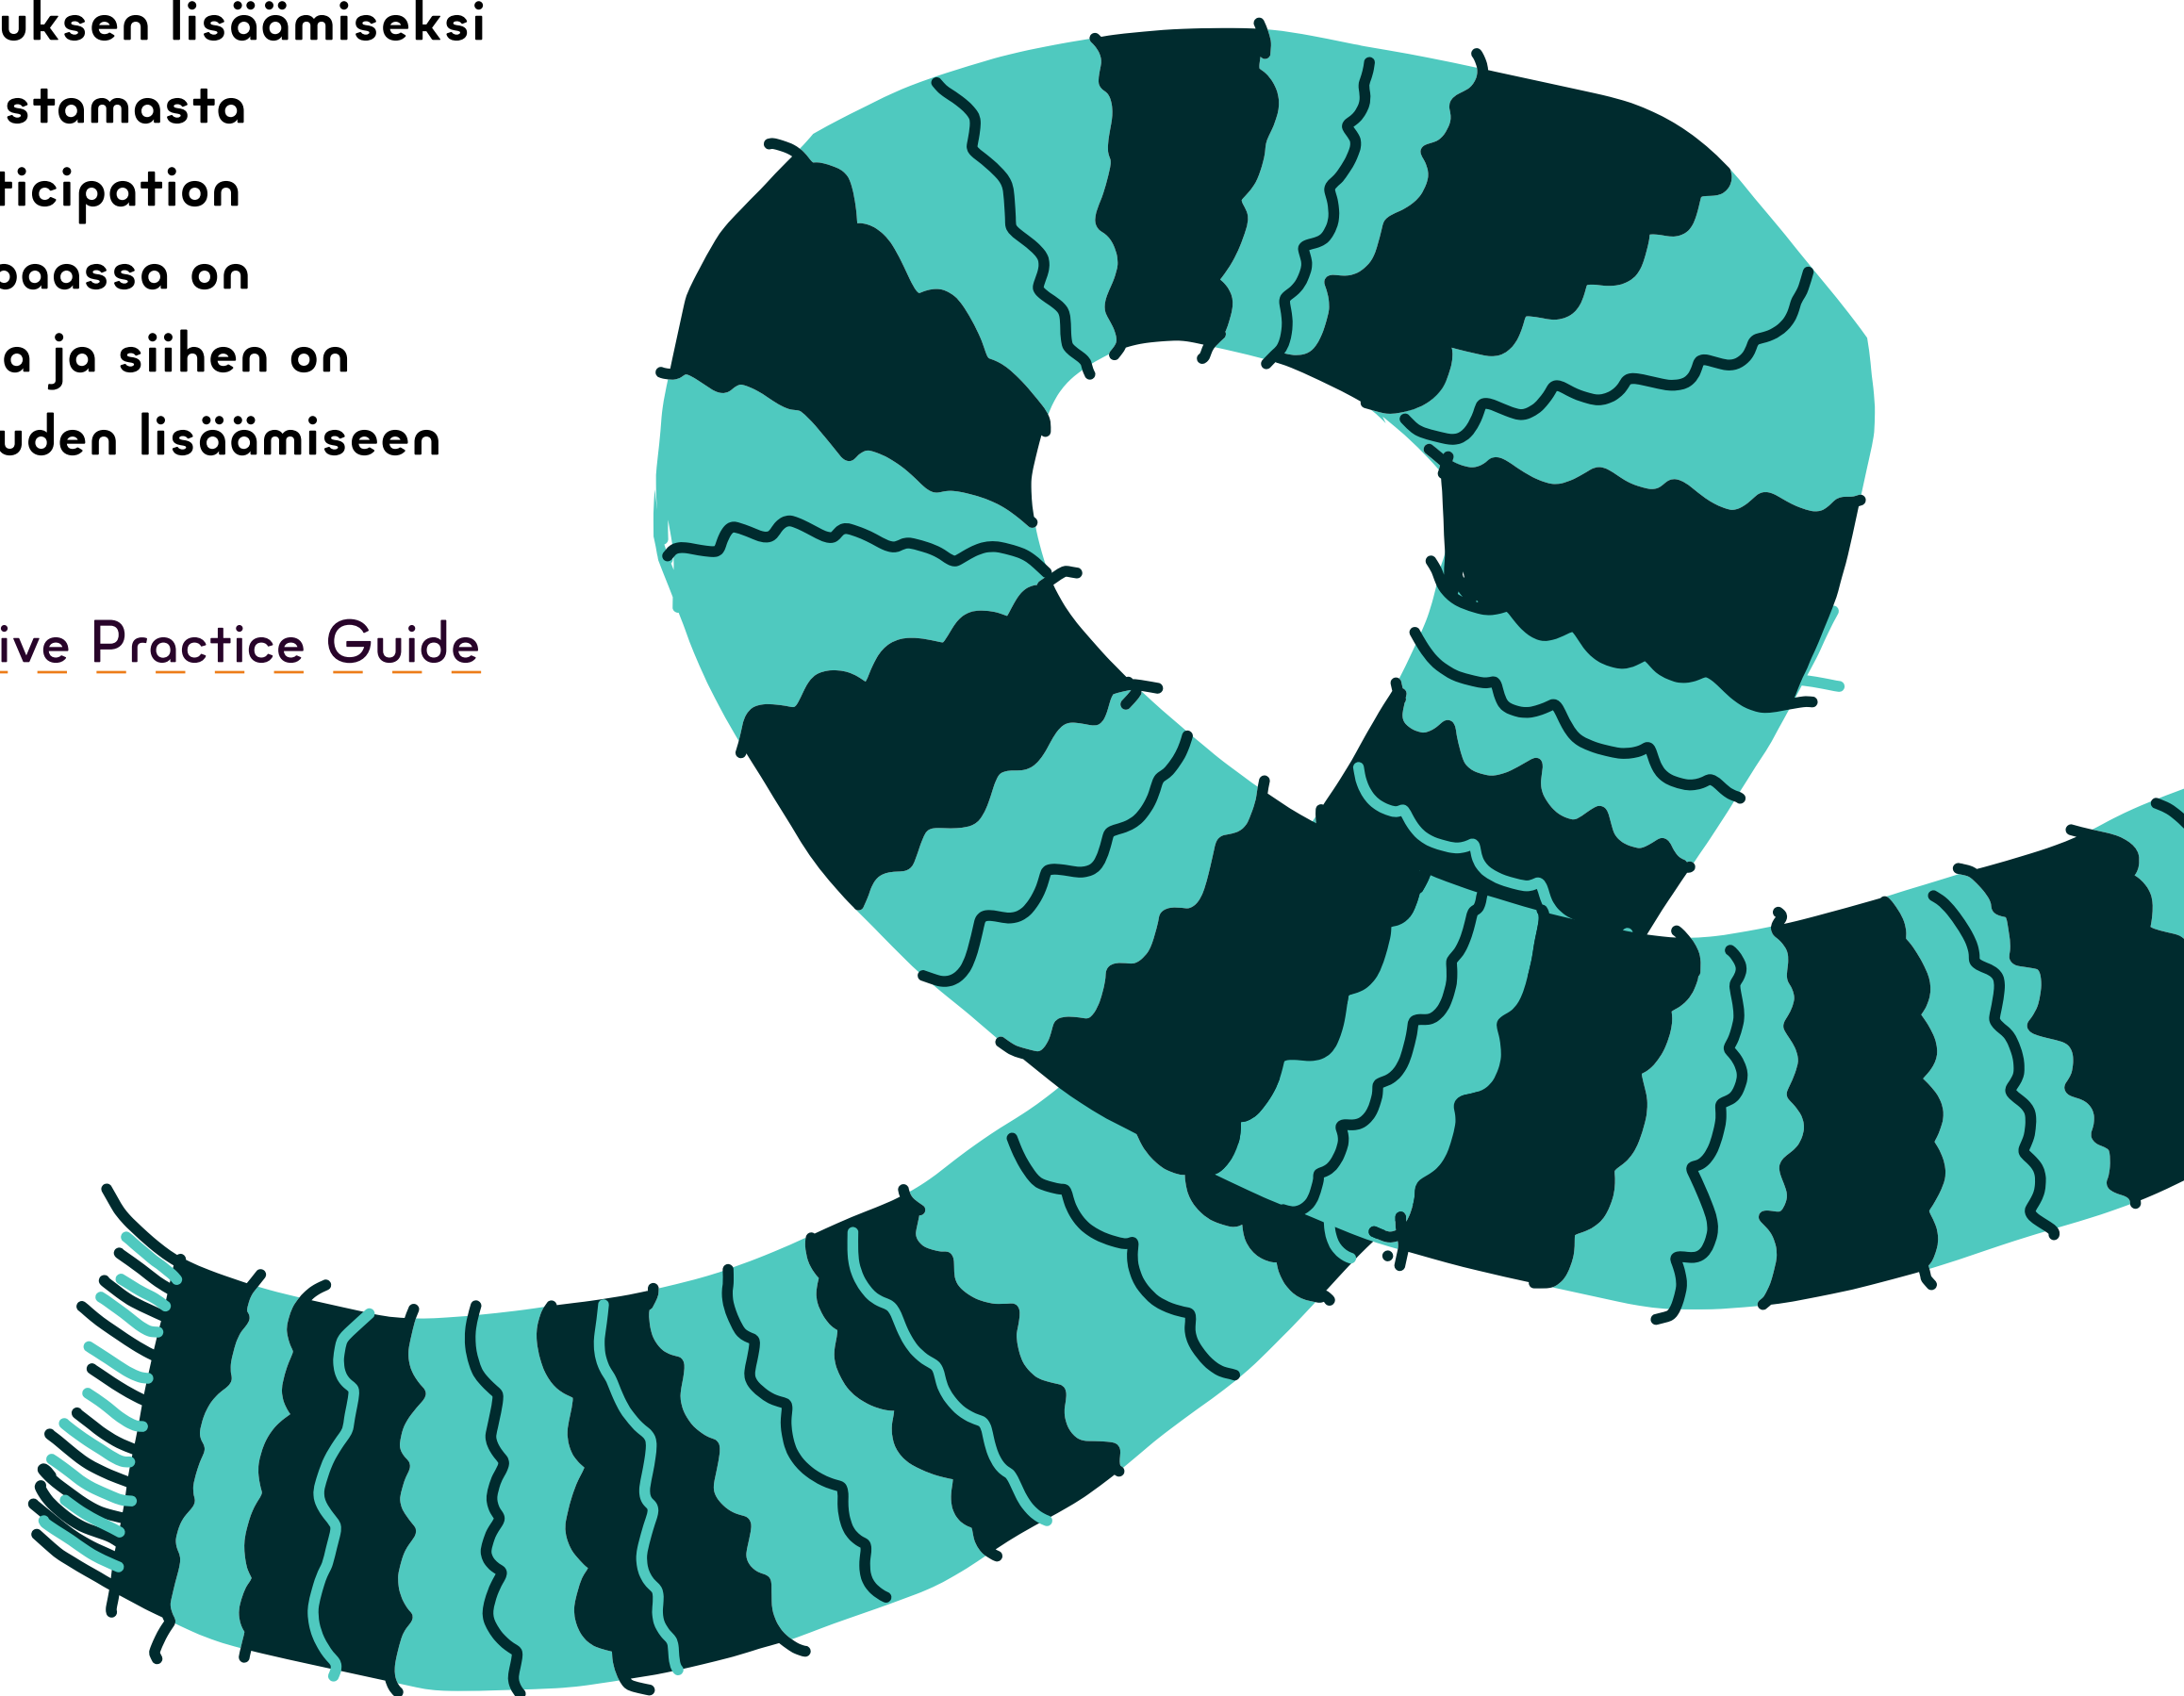 uksen lisäämiseksi
stamasta
ticipation
paassa on
a ja siihen on
uden lisäämiseen
ive Practice Guide